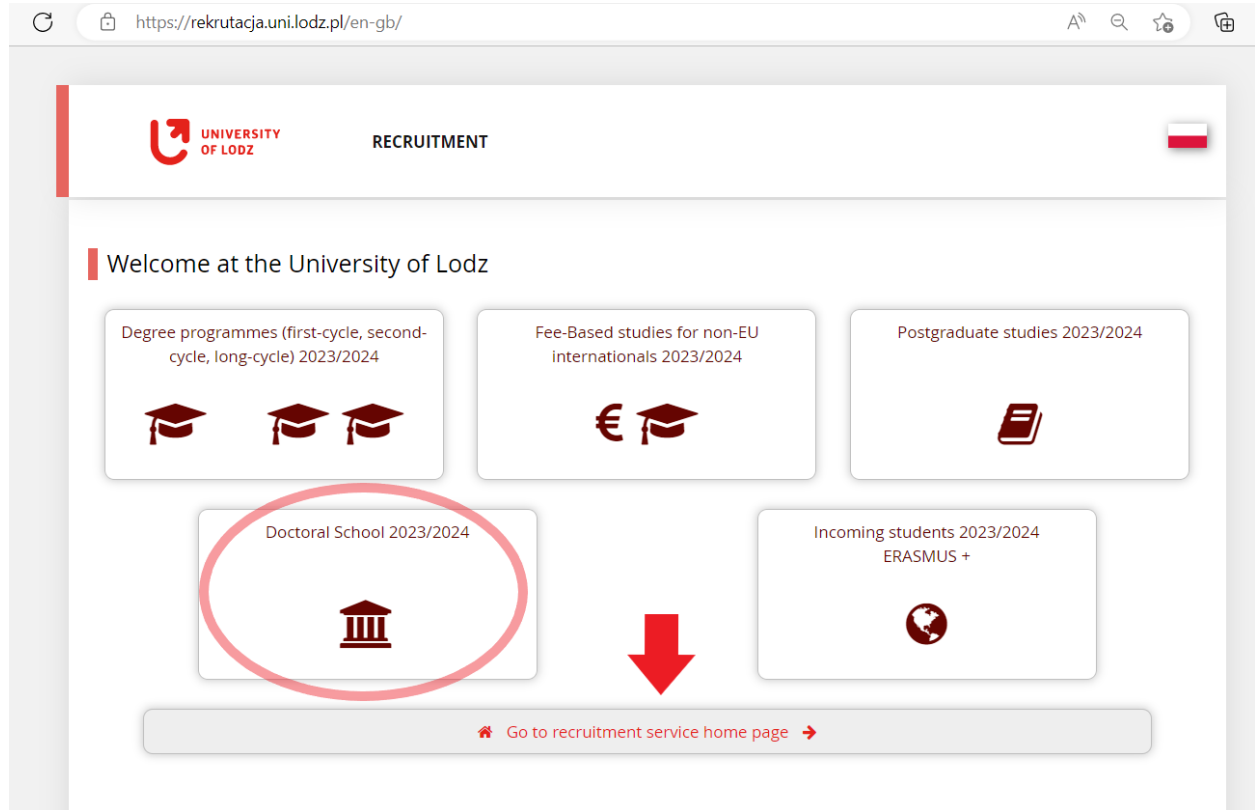 https://rekrutacja.uni.lodz.pl/en-gb/
UNIVERSITY
OF LODZ
RECRUITMENT
Welcome at the University of Lodz
Degree programmes (first-cycle, second-
cycle, long-cycle) 2023/2024
Fee-Based studies for non-EU
internationals 2023/2024
Postgraduate studies 2023/2024
Doctoral School 2023/2024
Incoming students 2023/2024
ERASMUS +
Go to recruitment service home page